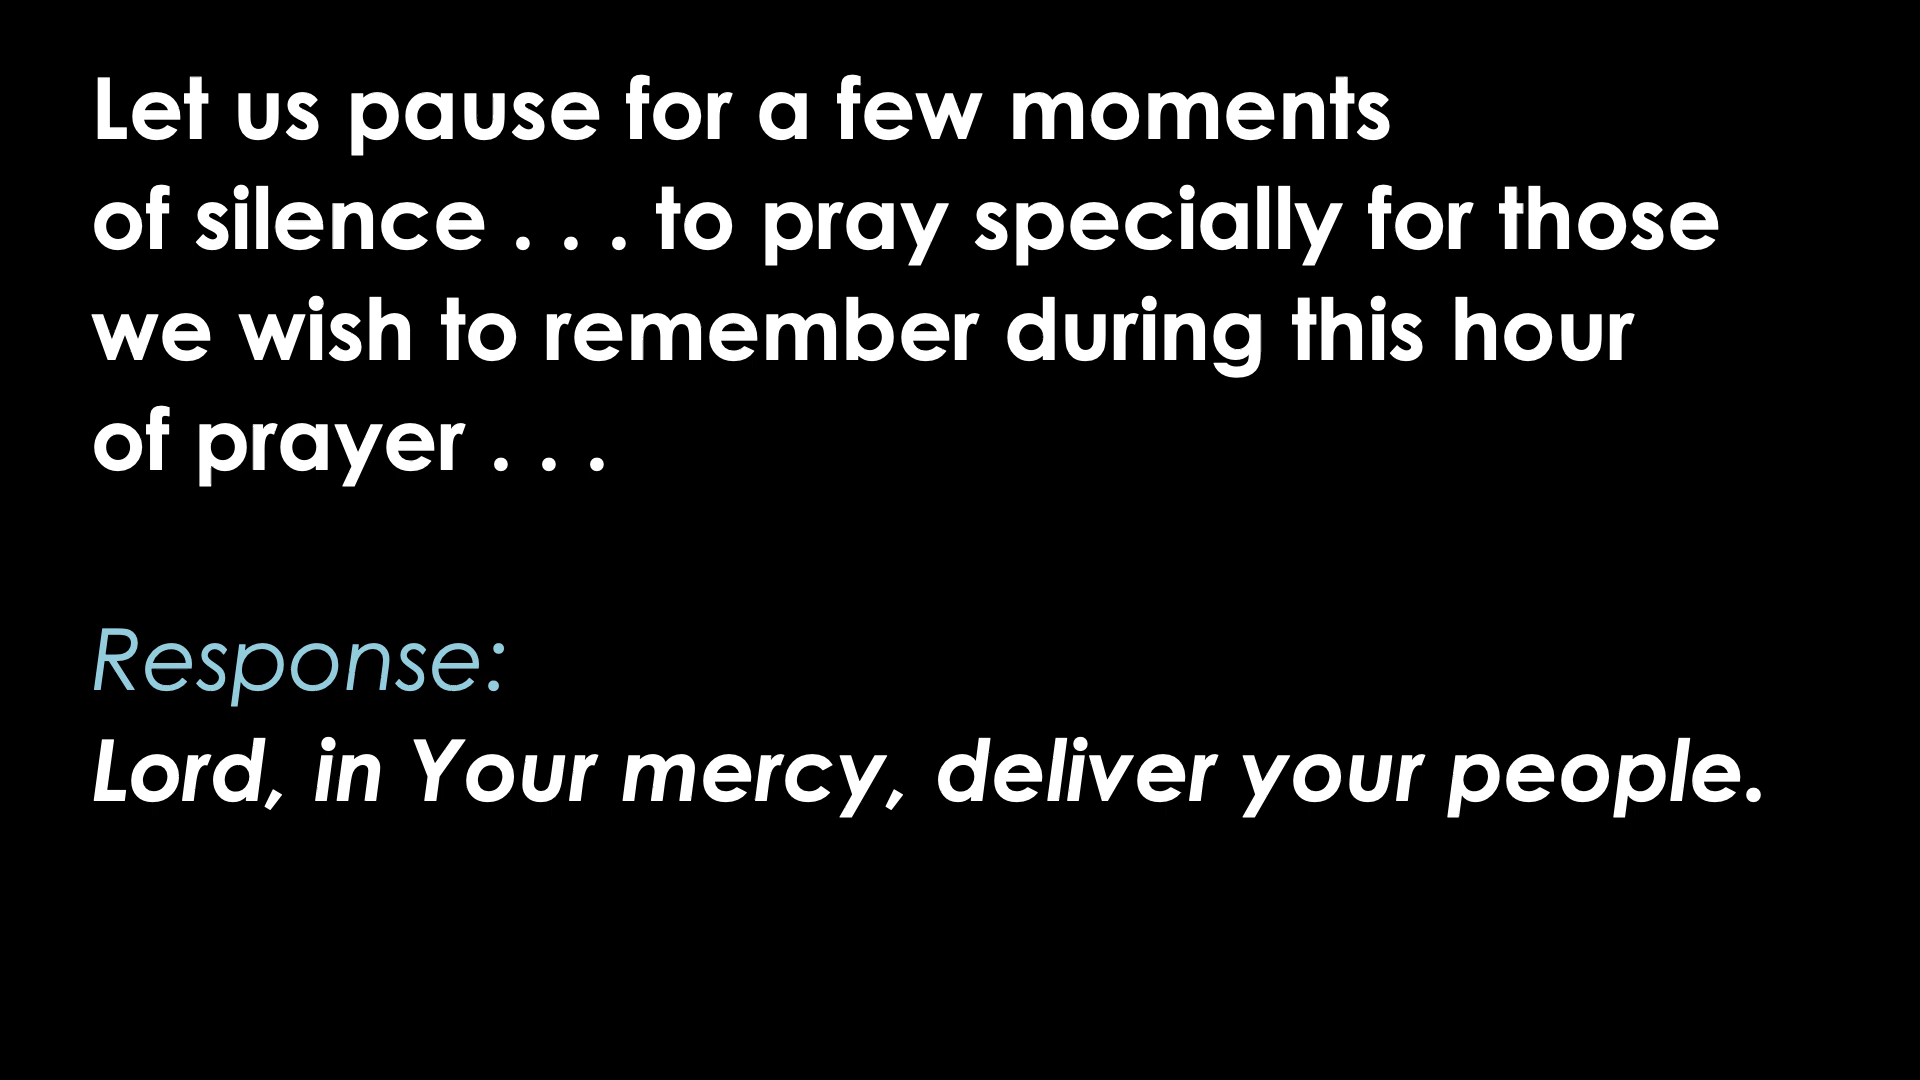 Let us pause for a few moments
of silence . . . to pray specially for those
we wish to remember during this hour
of prayer . . .
Response:
Lord, in Your mercy, deliver your people.